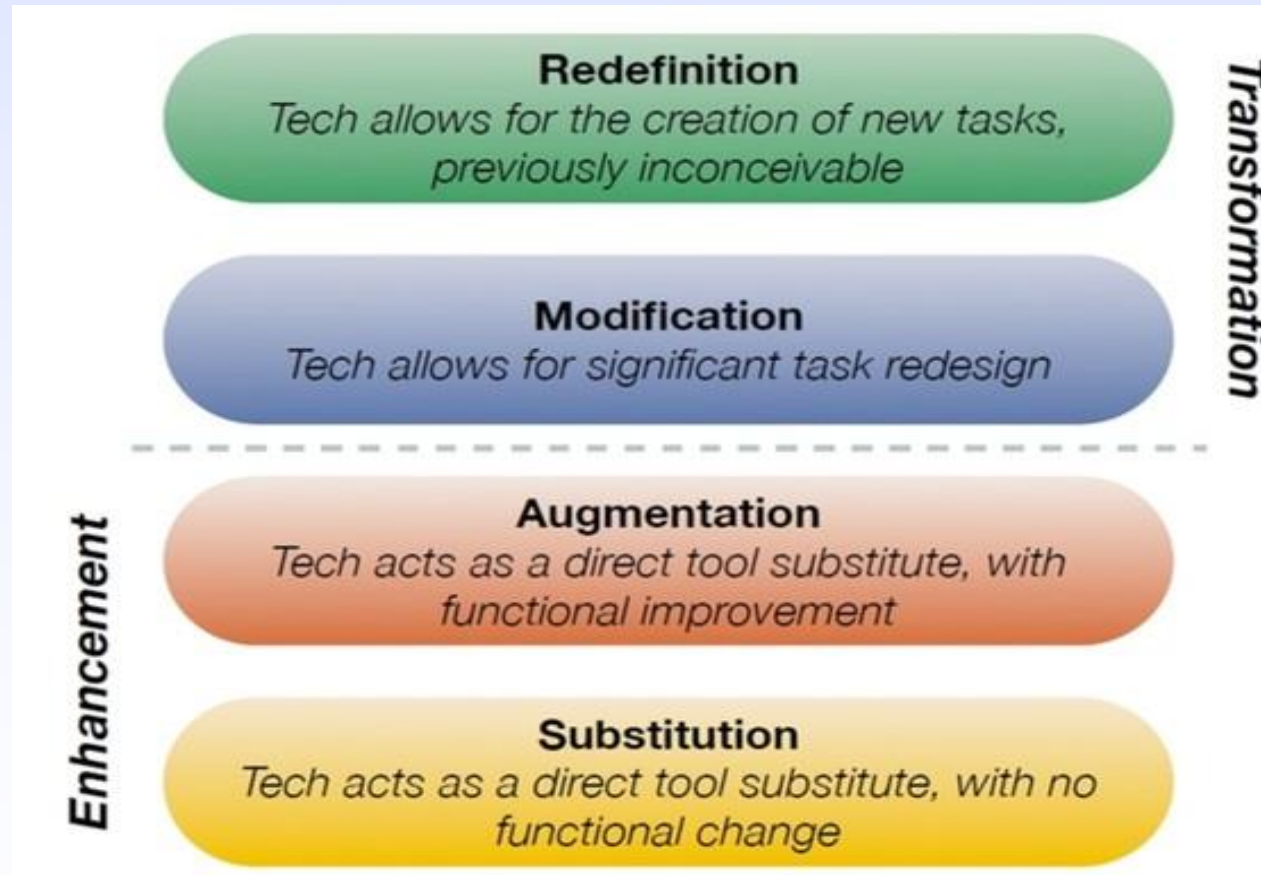 Redefinition
Tech allows for the creation of new tasks,
previously inconceivable
Modification
Tech allows for significant task redesign
Transformation
Augmentation
Tech acts as a direct tool substitute, with
functional improvement
Substitution
Tech acts as a direct tool substitute, with no
functional change
Enhancement